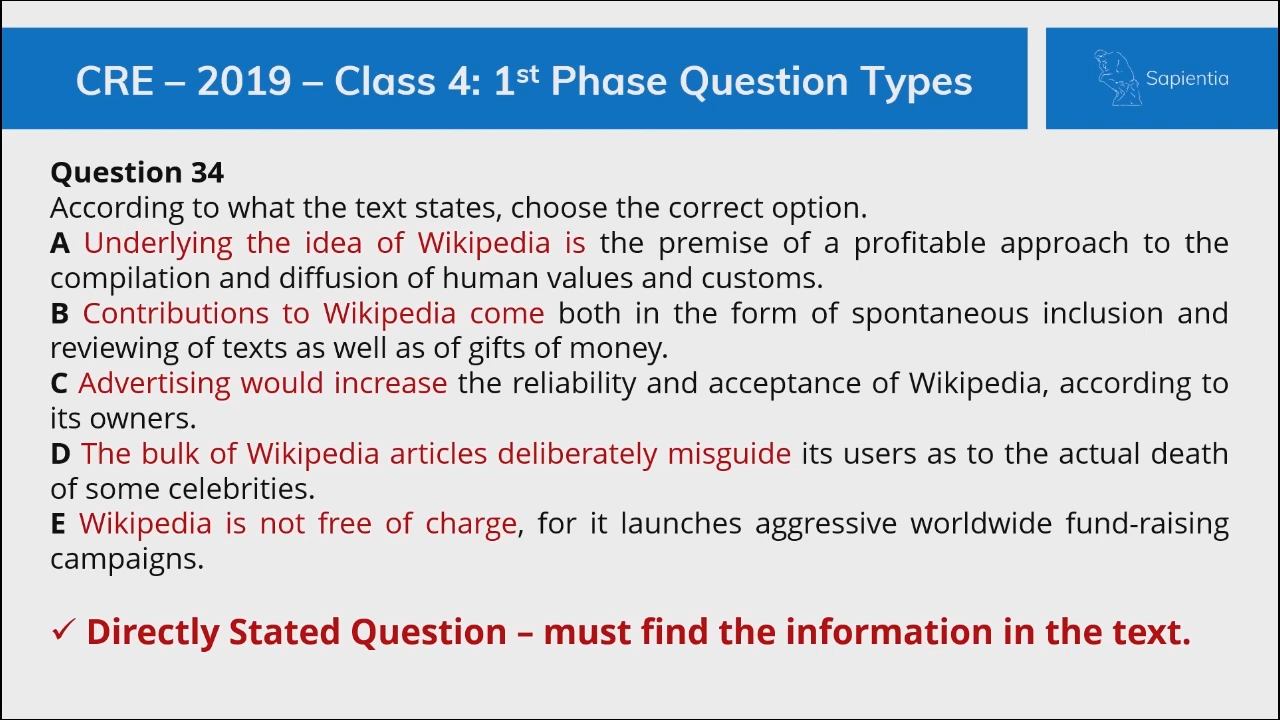 CRE – 2019 – Class 4: 1st Phase Question Types
Sapientia
Question 34
According to what the text states, choose the correct option.
A Underlying the idea of Wikipedia is the premise of a profitable approach to the
compilation and diffusion of human values and customs.
B Contributions to Wikipedia come both in the form of spontaneous inclusion and
reviewing of texts as well as of gifts of money.
C Advertising would increase the reliability and acceptance of Wikipedia, according to
its owners.
D The bulk of Wikipedia articles deliberately misguide its users as to the actual death
of some celebrities.
E Wikipedia is not free of charge, for it launches aggressive worldwide fund-raising
campaigns.
✓ Directly Stated Question – must find the information in the text.